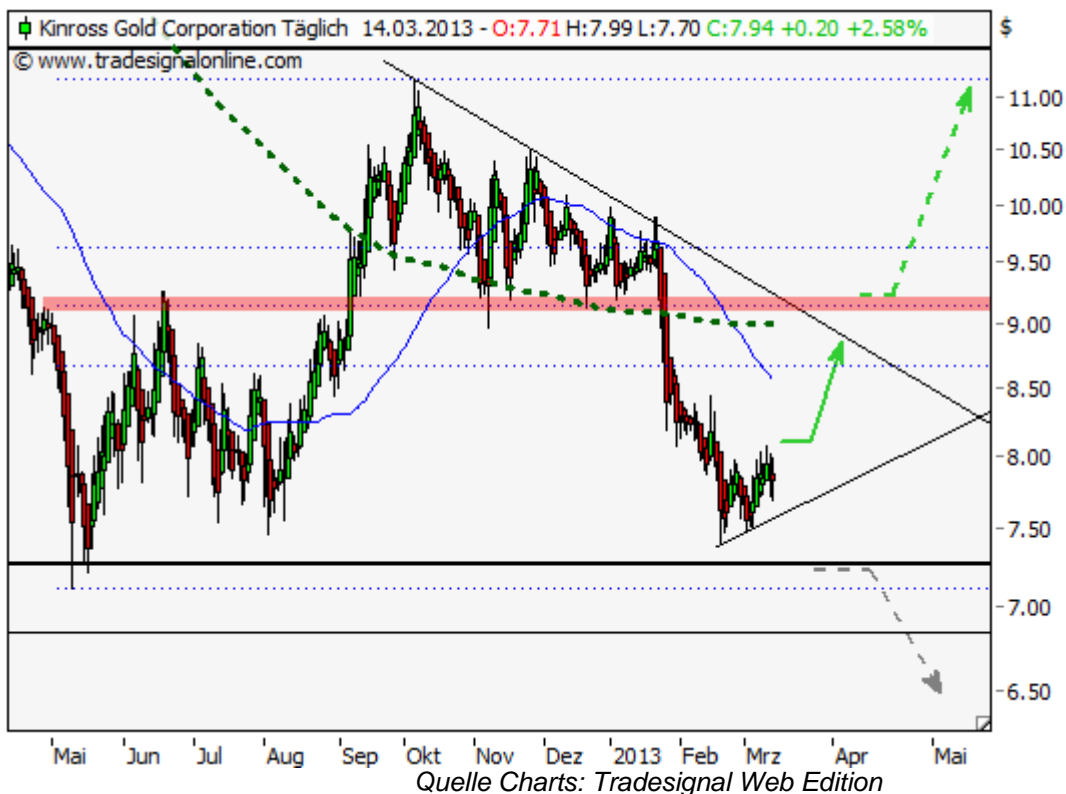 Kinross Gold Corporation Täglich 14.03.2013 - O:7.71 H:7.99 L:7.70 C:7.94 +0.20 +2.58% $
© www.tradesignalonline.com
11.00
10.50
10.00
9.50
9.00
8.50
8.00
7.50
7.00
6.50
Mai Jun Jul Aug Sep Okt Nov Dez 2013 Feb Mrz Apr Mai
Quelle Charts: Tradesignal Web Edition